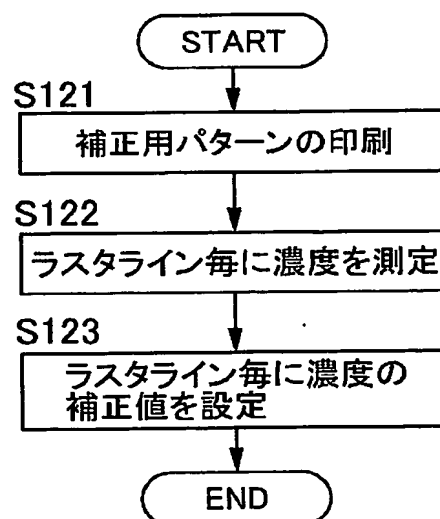 START
S121
補正用パターンの印刷
S122
ラスタライン毎に濃度を測定
S123
ラスタライン毎に濃度の
補正値を設定
END